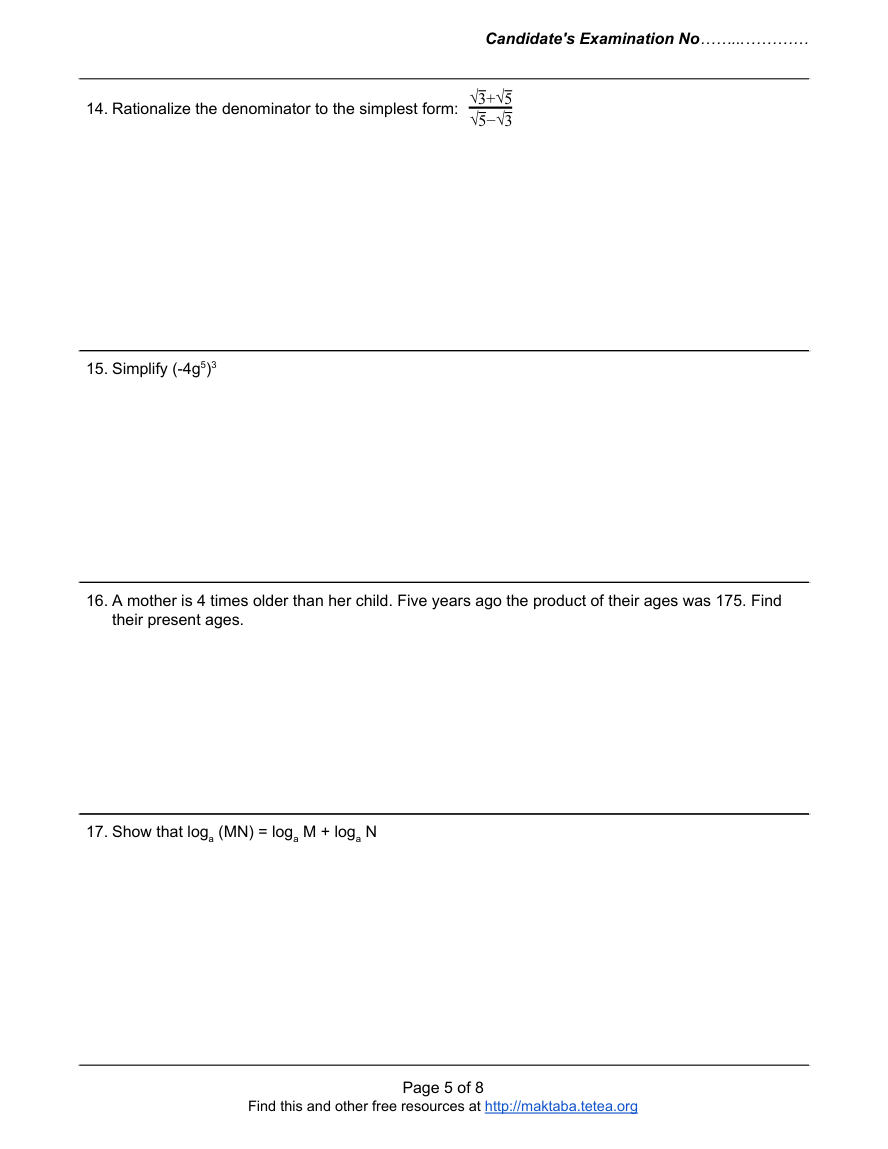 Candidate's Examination No……...…………
14. Rationalize the denominator to the simplest form: (√3+√5)/(√5−√3)
15. Simplify (-4g⁵)³
16. A mother is 4 times older than her child. Five years ago the product of their ages was 175. Find
their present ages.
17. Show that logₐ (MN) = logₐ M + logₐ N
Page 5 of 8
Find this and other free resources at http://maktaba.tetea.org